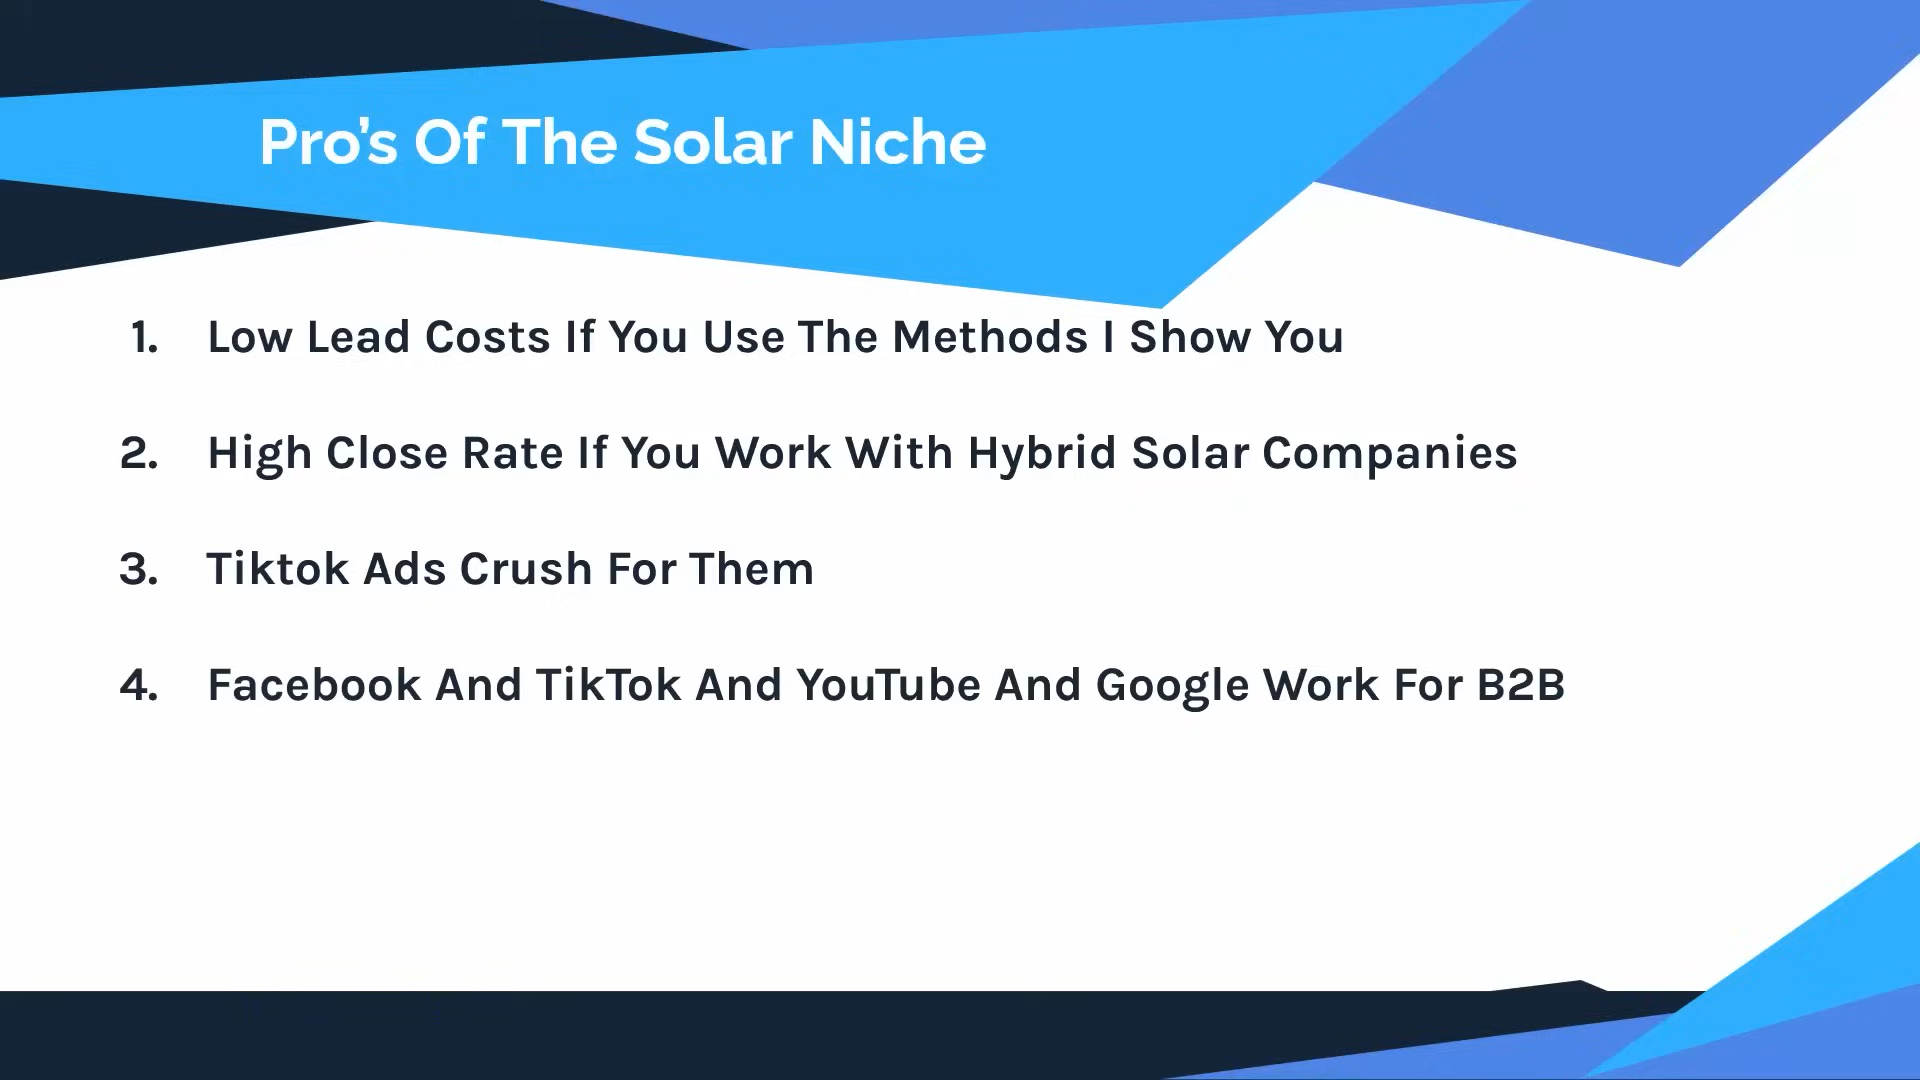 Pro’s Of The Solar Niche
1. Low Lead Costs If You Use The Methods I Show You
2. High Close Rate If You Work With Hybrid Solar Companies
3. Tiktok Ads Crush For Them
4. Facebook And TikTok And YouTube And Google Work For B2B